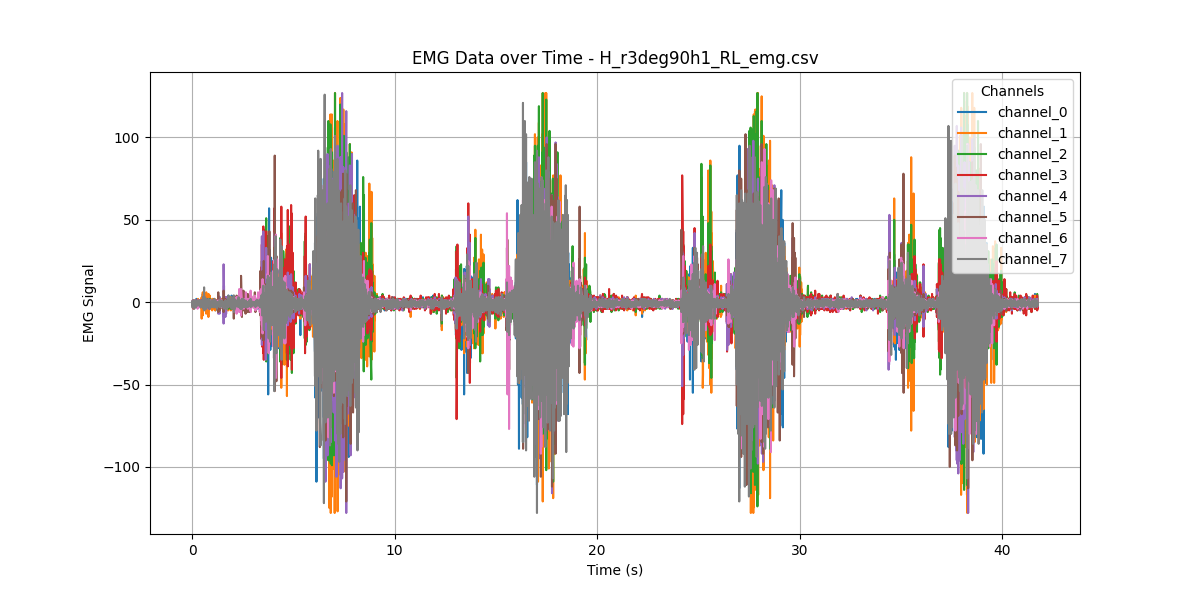 EMG Data over Time - H_r3deg90h1_RL_emg.csv
Channels
channel_0
channel_1
channel_2
channel_3
channel_4
channel_5
channel_6
channel_7
EMG Signal
100
50
0
−50
−100
0 10 20 30 40
Time (s)